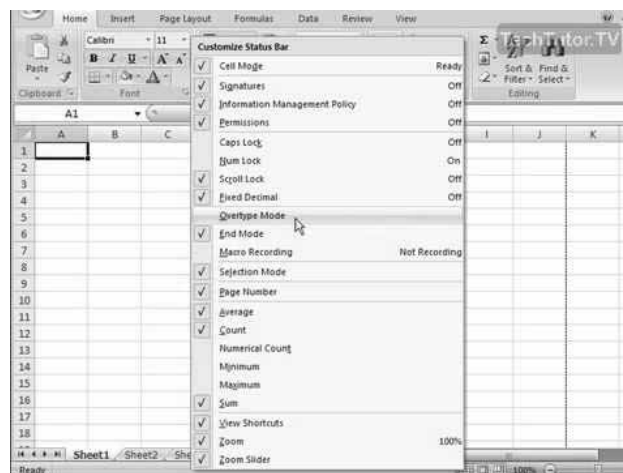 Home Insert Page Layout Formulas Data Review View
TechTutor.TV
Calibri 11
Paste
B I U A A
Σ
Sort & Find &
Filter Select
Clipboard Font Editing
A1
A B C I J K
Customize Status Bar
Cell Mode Ready
Signatures Off
Information Management Policy Off
Permissions Off
Caps Lock Off
Num Lock On
Scroll Lock Off
Fixed Decimal Off
Overtype Mode
End Mode
Macro Recording Not Recording
Selection Mode
Page Number
Average
Count
Numerical Count
Minimum
Maximum
Sum
View Shortcuts
Zoom 100%
Zoom Slider
1
2
3
4
5
6
7
8
9
10
11
12
13
14
15
16
17
18
Sheet1 Sheet2 She
Ready 100%